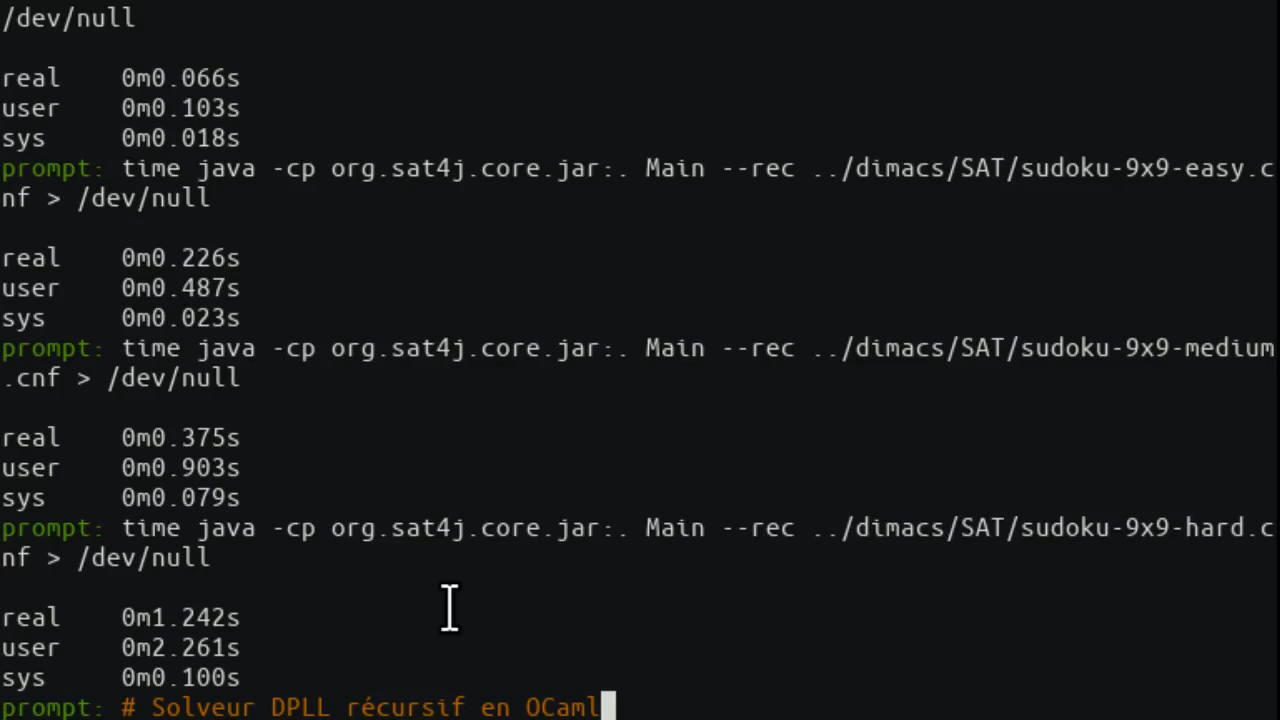 /dev/null
real    0m0.066s
user    0m0.103s
sys     0m0.018s
prompt: time java -cp org.sat4j.core.jar:. Main --rec ../dimacs/SAT/sudoku-9x9-easy.c
nf > /dev/null
real    0m0.226s
user    0m0.487s
sys     0m0.023s
prompt: time java -cp org.sat4j.core.jar:. Main --rec ../dimacs/SAT/sudoku-9x9-medium
.cnf > /dev/null
real    0m0.375s
user    0m0.903s
sys     0m0.079s
prompt: time java -cp org.sat4j.core.jar:. Main --rec ../dimacs/SAT/sudoku-9x9-hard.c
nf > /dev/null
real    0m1.242s
user    0m2.261s
sys     0m0.100s
prompt: # Solveur DPLL récursif en OCaml